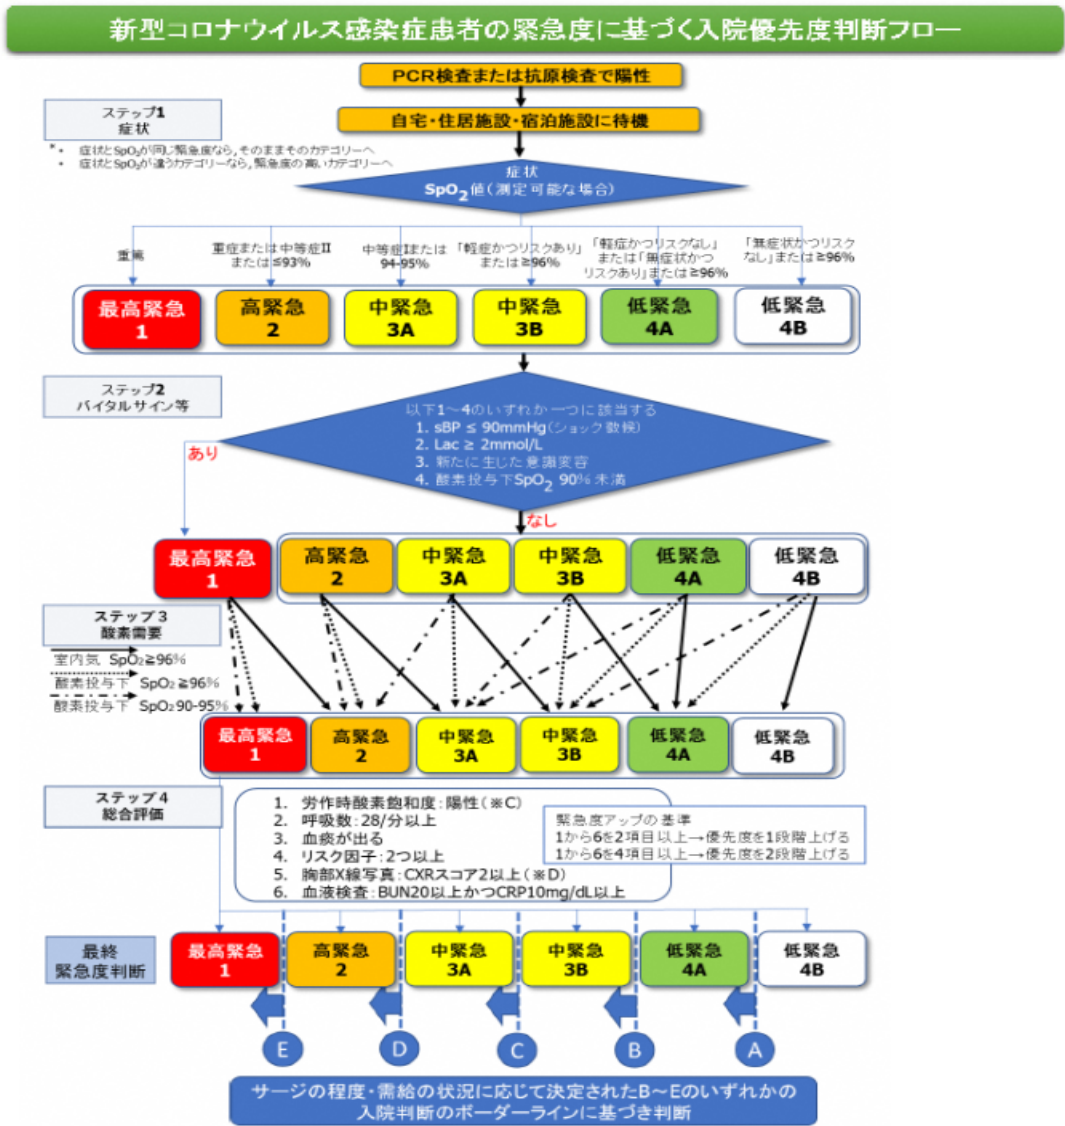 新型コロナウイルス感染症患者の緊急度に基づく入院優先度判断フロー
PCR検査または抗原検査で陽性
自宅・住居施設・宿泊施設に待機
ステップ1
症状
*・ 症状とSpO₂が同じ緊急度なら,そのままそのカテゴリーへ
・ 症状とSpO₂が違うカテゴリーなら,緊急度の高いカテゴリーへ
症状
SpO₂値(測定可能な場合)
重篤
重症または中等症II
または≦93%
中等症Iまたは
94-95%
「軽症かつリスクあり」
または≧96%
「軽症かつリスクなし」
または「無症状かつ
リスクあり」または≧96%
「無症状かつリスク
なし」または≧96%
最高緊急
1
高緊急
2
中緊急
3A
中緊急
3B
低緊急
4A
低緊急
4B
ステップ2
バイタルサイン等
以下1~4のいずれか一つに該当する
1. sBP ≤ 90mmHg(ショック徴候)
2. Lac ≥ 2mmol/L
3. 新たに生じた意識変容
4. 酸素投与下SpO₂ 90%未満
あり
なし
最高緊急
1
高緊急
2
中緊急
3A
中緊急
3B
低緊急
4A
低緊急
4B
ステップ3
酸素需要
室内気 SpO₂≧96%
酸素投与下 SpO₂≧96%
酸素投与下 SpO₂90-95%
最高緊急
1
高緊急
2
中緊急
3A
中緊急
3B
低緊急
4A
低緊急
4B
ステップ4
総合評価
1. 労作時酸素飽和度:陽性(※C)
2. 呼吸数:28/分以上
3. 血痰が出る
4. リスク因子:2つ以上
5. 胸部X線写真:CXRスコア2以上(※D)
6. 血液検査:BUN20以上かつCRP10mg/dL以上
緊急度アップの基準
1から6を2項目以上→優先度を1段階上げる
1から6を4項目以上→優先度を2段階上げる
最終
緊急度判断
最高緊急
1
高緊急
2
中緊急
3A
中緊急
3B
低緊急
4A
低緊急
4B
E
D
C
B
A
サージの程度・需給の状況に応じて決定されたB~Eのいずれかの
入院判断のボーダーラインに基づき判断